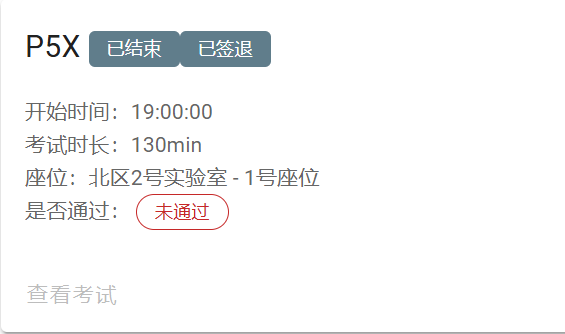 P5X 已结束 已签退
开始时间：19:00:00
考试时长：130min
座位：北区2号实验室 - 1号座位
是否通过： 未通过
查看考试